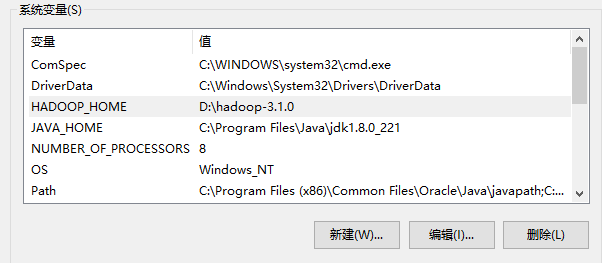 系统变量(S)
变量 值
ComSpec C:\WINDOWS\system32\cmd.exe
DriverData C:\Windows\System32\Drivers\DriverData
HADOOP_HOME D:\hadoop-3.1.0
JAVA_HOME C:\Program Files\Java\jdk1.8.0_221
NUMBER_OF_PROCESSORS 8
OS Windows_NT
Path C:\Program Files (x86)\Common Files\Oracle\Java\javapath;C:...
新建(W)... 编辑(I)... 删除(L)